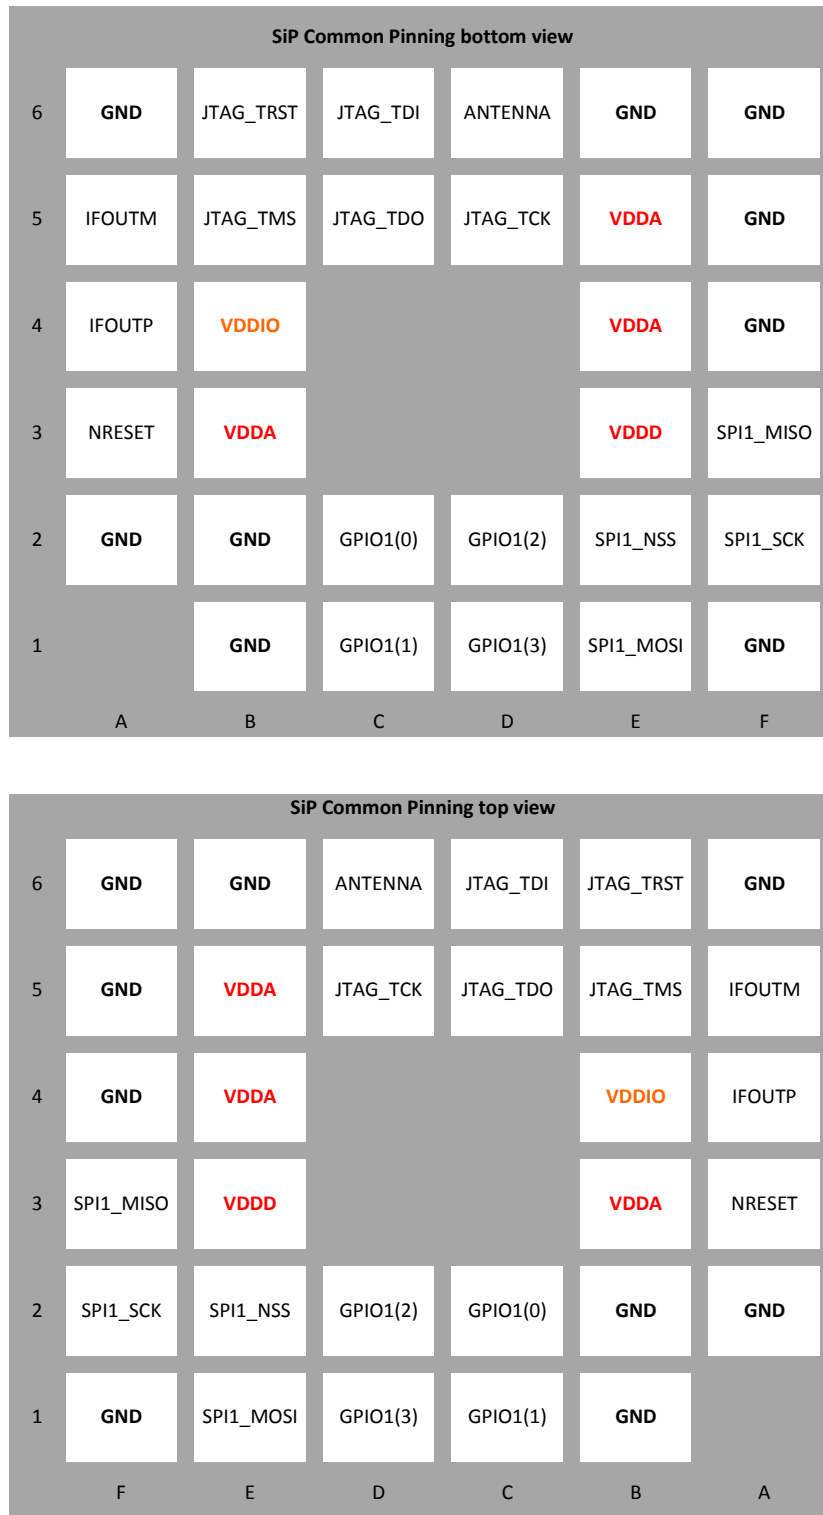 SiP Common Pinning bottom view
6 GND JTAG_TRST JTAG_TDI ANTENNA GND GND
5 IFOUTM JTAG_TMS JTAG_TDO JTAG_TCK VDDA GND
4 IFOUTP VDDIO VDDA GND
3 NRESET VDDA VDDD SPI1_MISO
2 GND GND GPIO1(0) GPIO1(2) SPI1_NSS SPI1_SCK
1 GND GPIO1(1) GPIO1(3) SPI1_MOSI GND
A B C D E F
SiP Common Pinning top view
6 GND GND ANTENNA JTAG_TDI JTAG_TRST GND
5 GND VDDA JTAG_TCK JTAG_TDO JTAG_TMS IFOUTM
4 GND VDDA VDDIO IFOUTP
3 SPI1_MISO VDDD VDDA NRESET
2 SPI1_SCK SPI1_NSS GPIO1(2) GPIO1(0) GND GND
1 GND SPI1_MOSI GPIO1(3) GPIO1(1) GND
F E D C B A